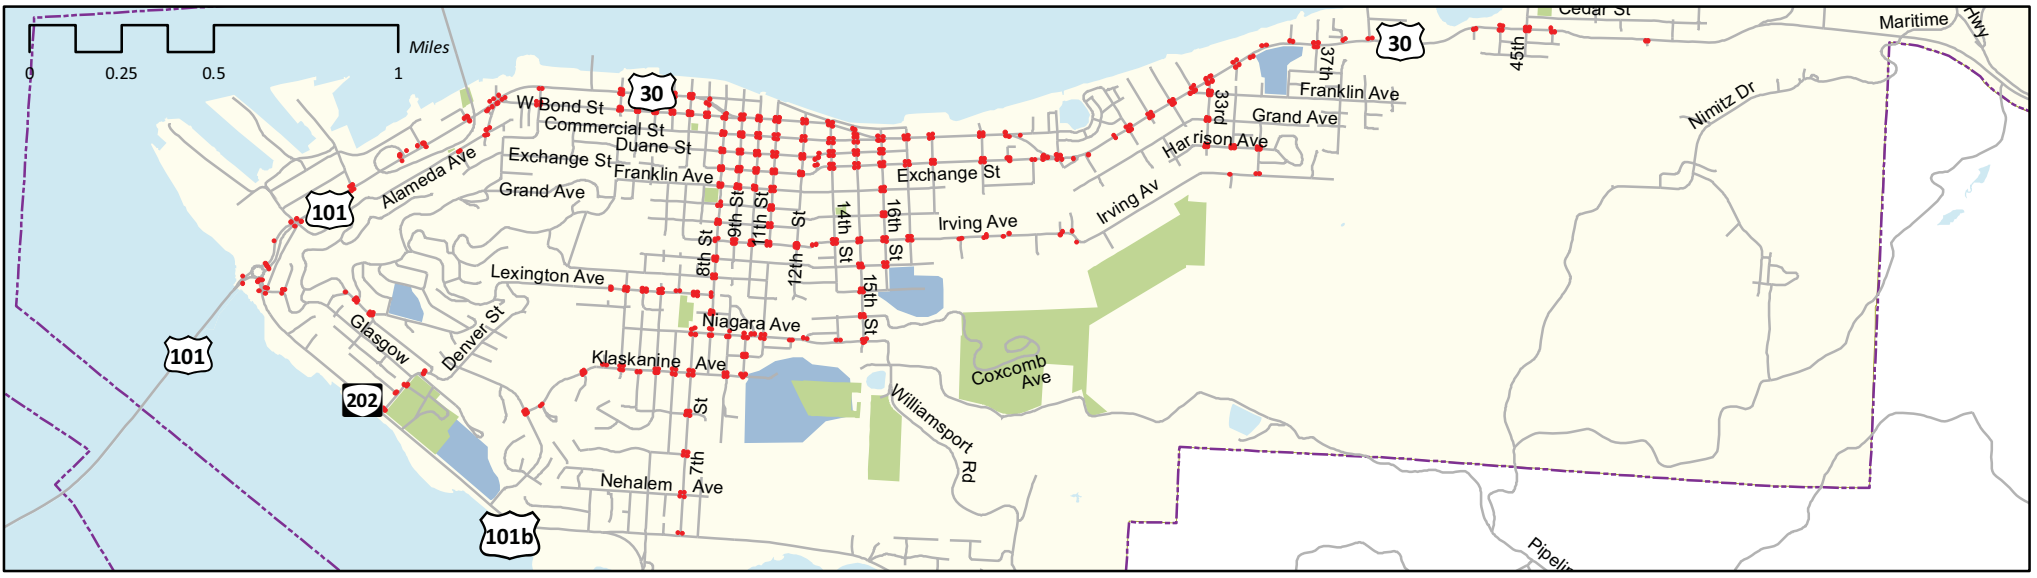 Cedar St
Maritime
Hwy
Miles
0
0.25
0.5
1
30
30
45th
37th
W Bond St
Commercial St
Duane St
Exchange St
Franklin Ave
Grand Ave
Alameda Ave
101
Franklin Ave
Grand Ave
33rd
Harrison Ave
Nimitz Dr
Exchange St
Irving Av
Irving Ave
8th St
9th St
11th St
12th St
14th St
16th St
15th St
Lexington Ave
Niagara Ave
Klaskanine Ave
Glasgow
Denver St
101
202
Coxcomb
Ave
Williamsport Rd
7th St
Nehalem Ave
101b
Pipelin